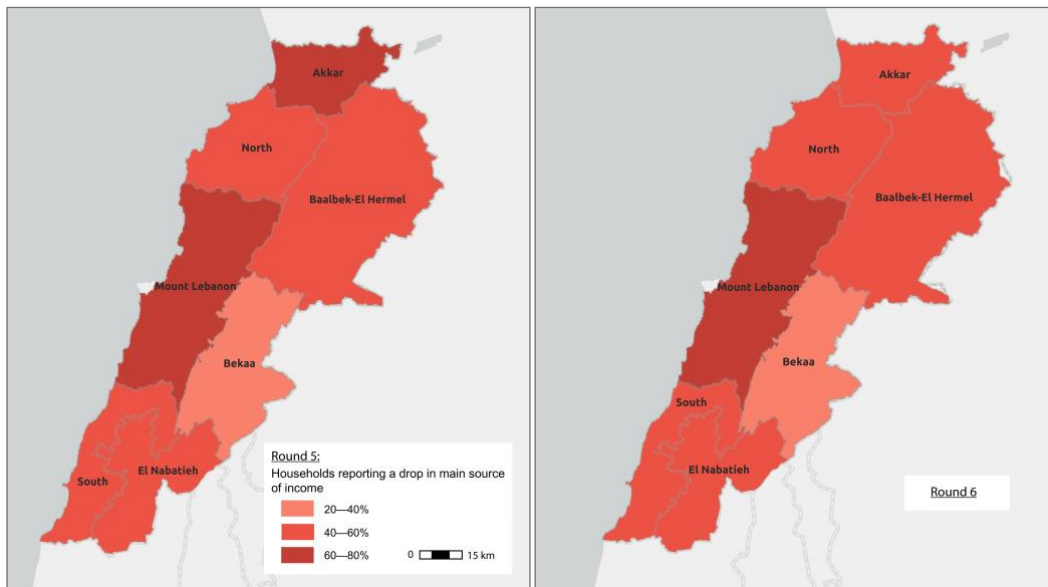 Akkar
North
Baalbek-El Hermel
Mount Lebanon
Bekaa
El Nabatieh
South
Round 5:
Households reporting a drop in main source
of income
20—40%
40—60%
60—80%
0 15 km
Akkar
North
Baalbek-El Hermel
Mount Lebanon
Bekaa
South
El Nabatieh
Round 6